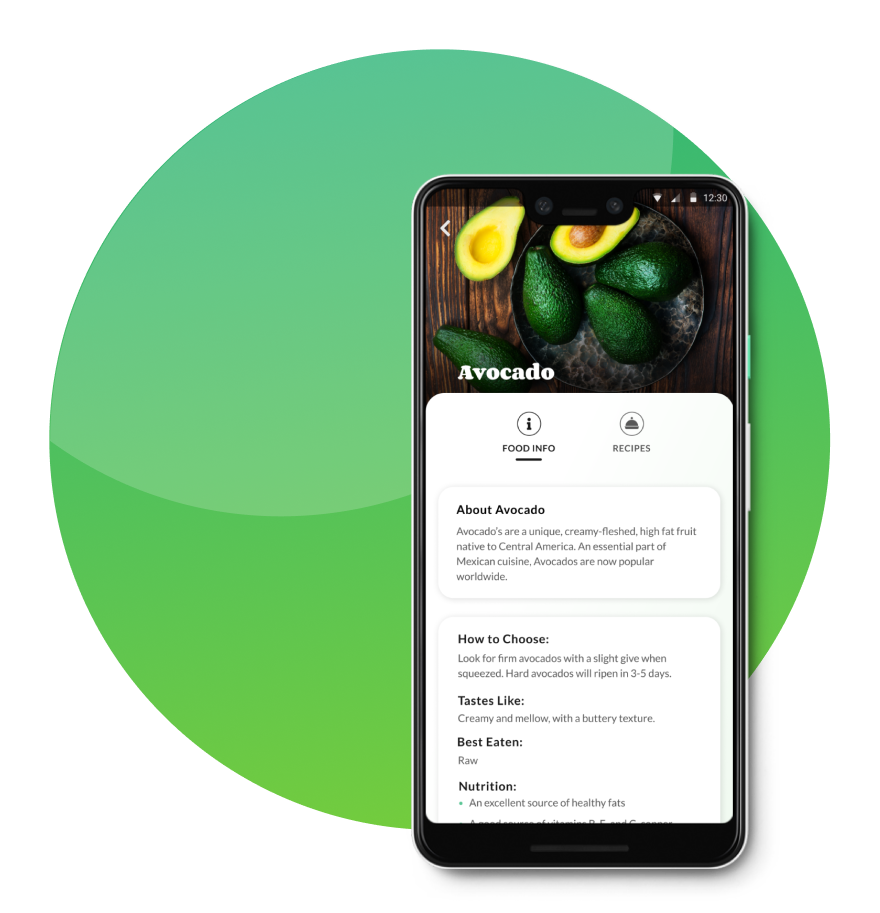 12:30
Avocado
FOOD INFO
RECIPES
About Avocado
Avocado's are a unique, creamy-fleshed, high fat fruit
native to Central America. An essential part of
Mexican cuisine, Avocados are now popular
worldwide.
How to Choose:
Look for firm avocados with a slight give when
squeezed. Hard avocados will ripen in 3-5 days.
Tastes Like:
Creamy and mellow, with a buttery texture.
Best Eaten:
Raw
Nutrition:
• An excellent source of healthy fats